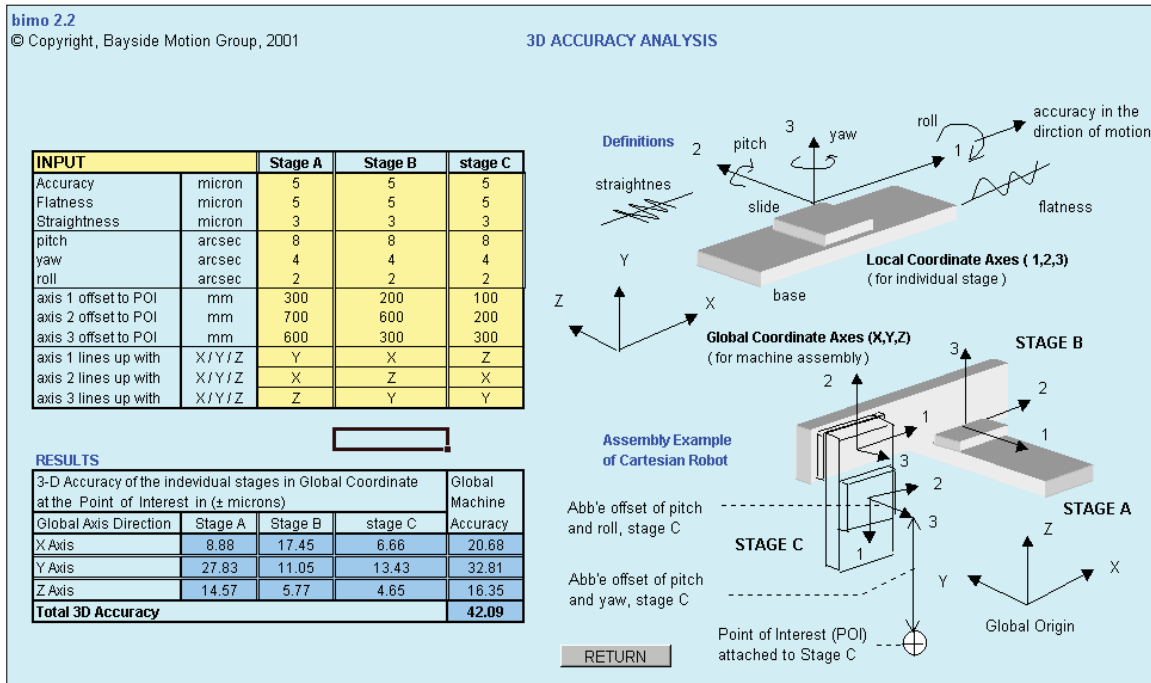 bimo 2.2
© Copyright, Bayside Motion Group, 2001
3D ACCURACY ANALYSIS
INPUT Stage A Stage B stage C
Accuracy micron 5 5 5
Flatness micron 5 5 5
Straightness micron 3 3 3
pitch arcsec 8 8 8
yaw arcsec 4 4 4
roll arcsec 2 2 2
axis 1 offset to POI mm 300 200 100
axis 2 offset to POI mm 700 600 200
axis 3 offset to POI mm 600 300 300
axis 1 lines up with X/Y/Z Y X Z
axis 2 lines up with X/Y/Z X Z X
axis 3 lines up with X/Y/Z Z Y Y
RESULTS
3-D Accuracy of the indevidual stages in Global Coordinate
at the Point of Interest in (± microns)
Global
Machine
Accuracy
Global Axis Direction Stage A Stage B stage C
X Axis 8.88 17.45 6.66 20.68
Y Axis 27.83 11.05 13.43 32.81
Z Axis 14.57 5.77 4.65 16.35
Total 3D Accuracy 42.09
Definitions
2
pitch
3
yaw
roll
1
accuracy in the
dirction of motion
straightnes
slide
flatness
base
Local Coordinate Axes ( 1,2,3)
( for individual stage )
Y
Z
X
Global Coordinate Axes (X,Y,Z)
( for machine assembly )
STAGE B
3
2
1
2
1
3
STAGE A
Assembly Example
of Cartesian Robot
Abb'e offset of pitch
and roll, stage C
2
3
1
STAGE C
Abb'e offset of pitch
and yaw, stage C
Z
Y
X
Global Origin
Point of Interest (POI)
attached to Stage C
RETURN